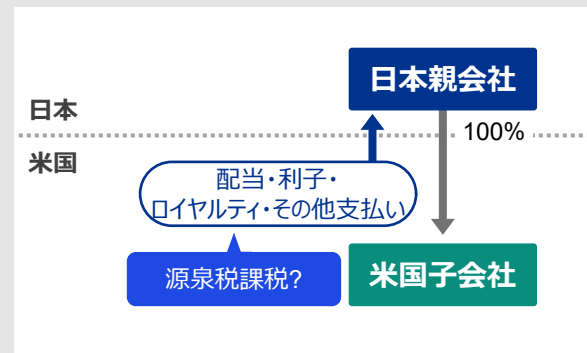 日本親会社
日本
100%
米国
配当・利子・
ロイヤルティ・その他支払い
源泉税課税?
米国子会社